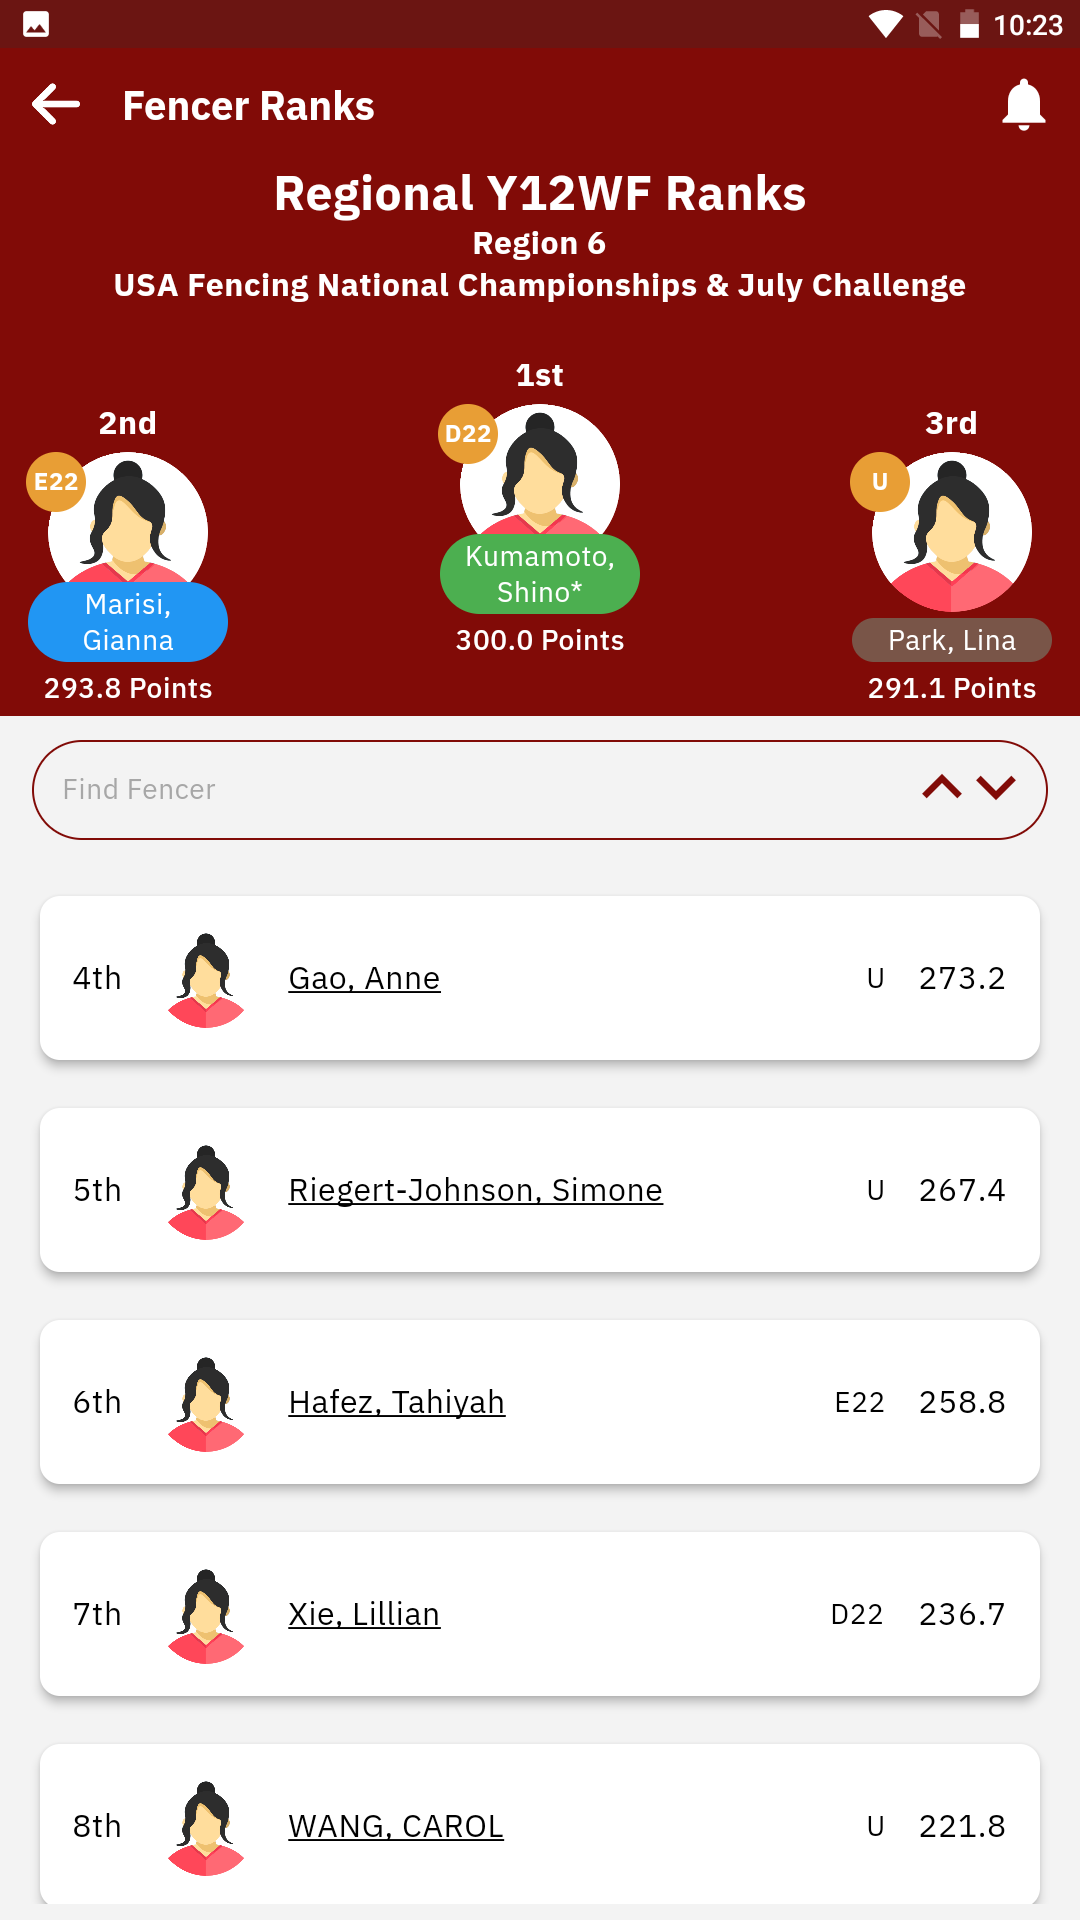 10:23
Fencer Ranks
Regional Y12WF Ranks
Region 6
USA Fencing National Championships & July Challenge
1st
D22
Kumamoto,
Shino*
300.0 Points
2nd
E22
Marisi,
Gianna
293.8 Points
3rd
U
Park, Lina
291.1 Points
Find Fencer
4th Gao, Anne U 273.2
5th Riegert-Johnson, Simone U 267.4
6th Hafez, Tahiyah E22 258.8
7th Xie, Lillian D22 236.7
8th WANG, CAROL U 221.8